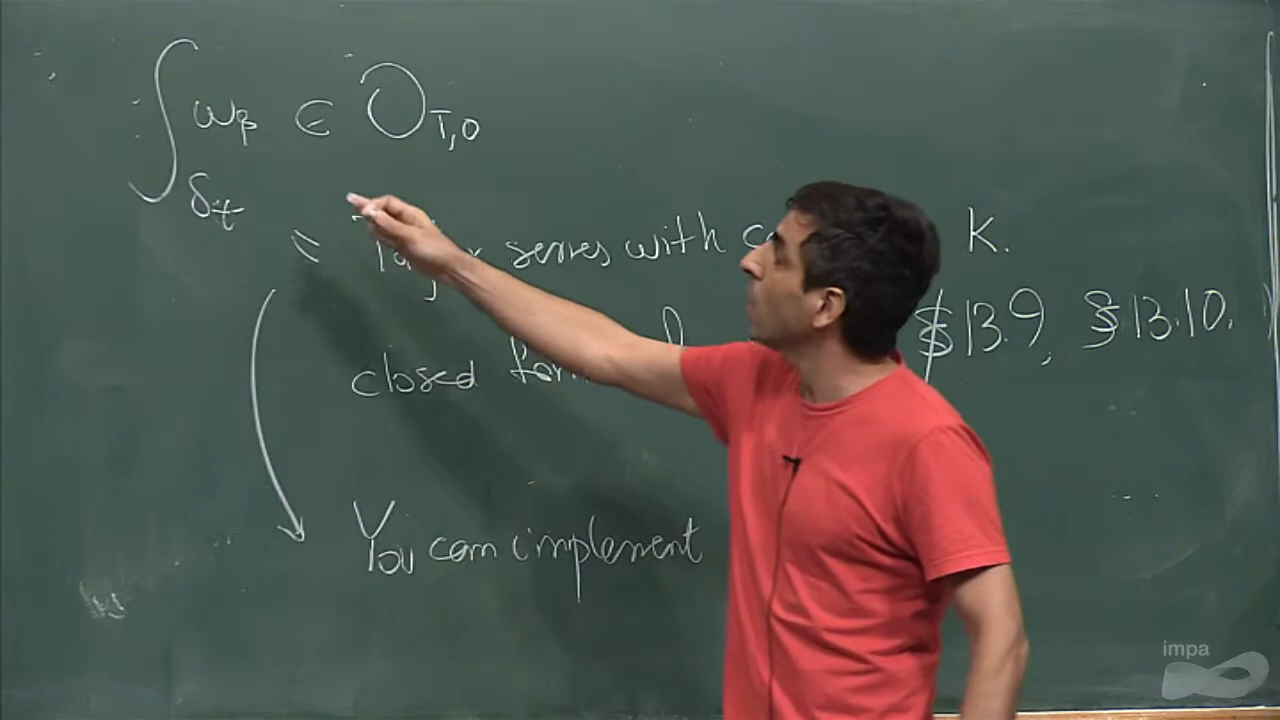 ∫_{δ_t} ω_β ∈ O_{T,0}
= series with K.
closed §13.9, §13.10.
You can implement
impa